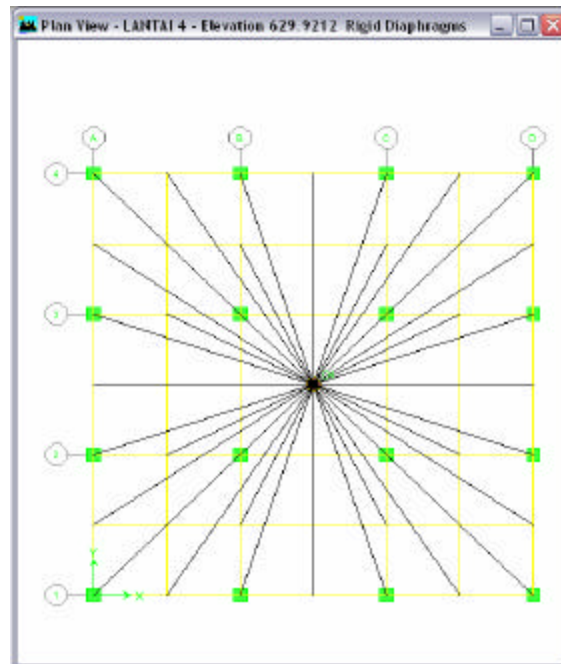 Plan View - LANTAI 4 - Elevation 629.9212 Rigid Diaphragms
A B C D
4
3
2
Y
1
X